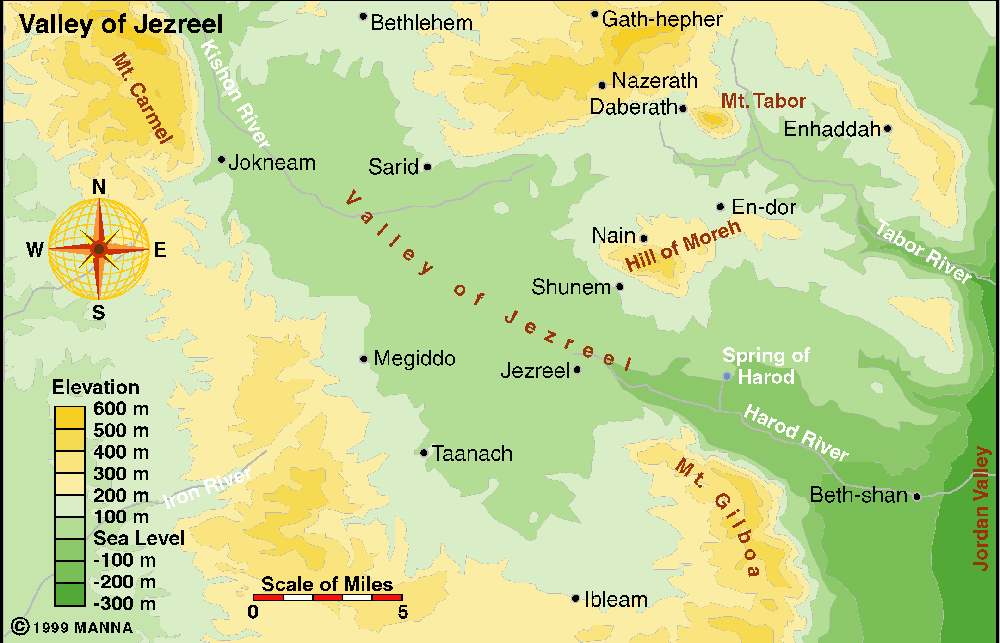 Valley of Jezreel
Bethlehem
Gath-hepher
Kishon River
Mt. Carmel
Nazerath
Daberath
Mt. Tabor
Enhaddah
Jokneam
Sarid
En-dor
Nain
Hill of Moreh
Tabor River
Shunem
Valley of Jezreel
N
W
E
S
Megiddo
Jezreel
Spring of
Harod
Harod River
Taanach
Mt. Gilboa
Beth-shan
Jordan Valley
Iron River
Ibleam
Elevation
600 m
500 m
400 m
300 m
200 m
100 m
Sea Level
-100 m
-200 m
-300 m
Scale of Miles
0 5
© 1999 MANNA